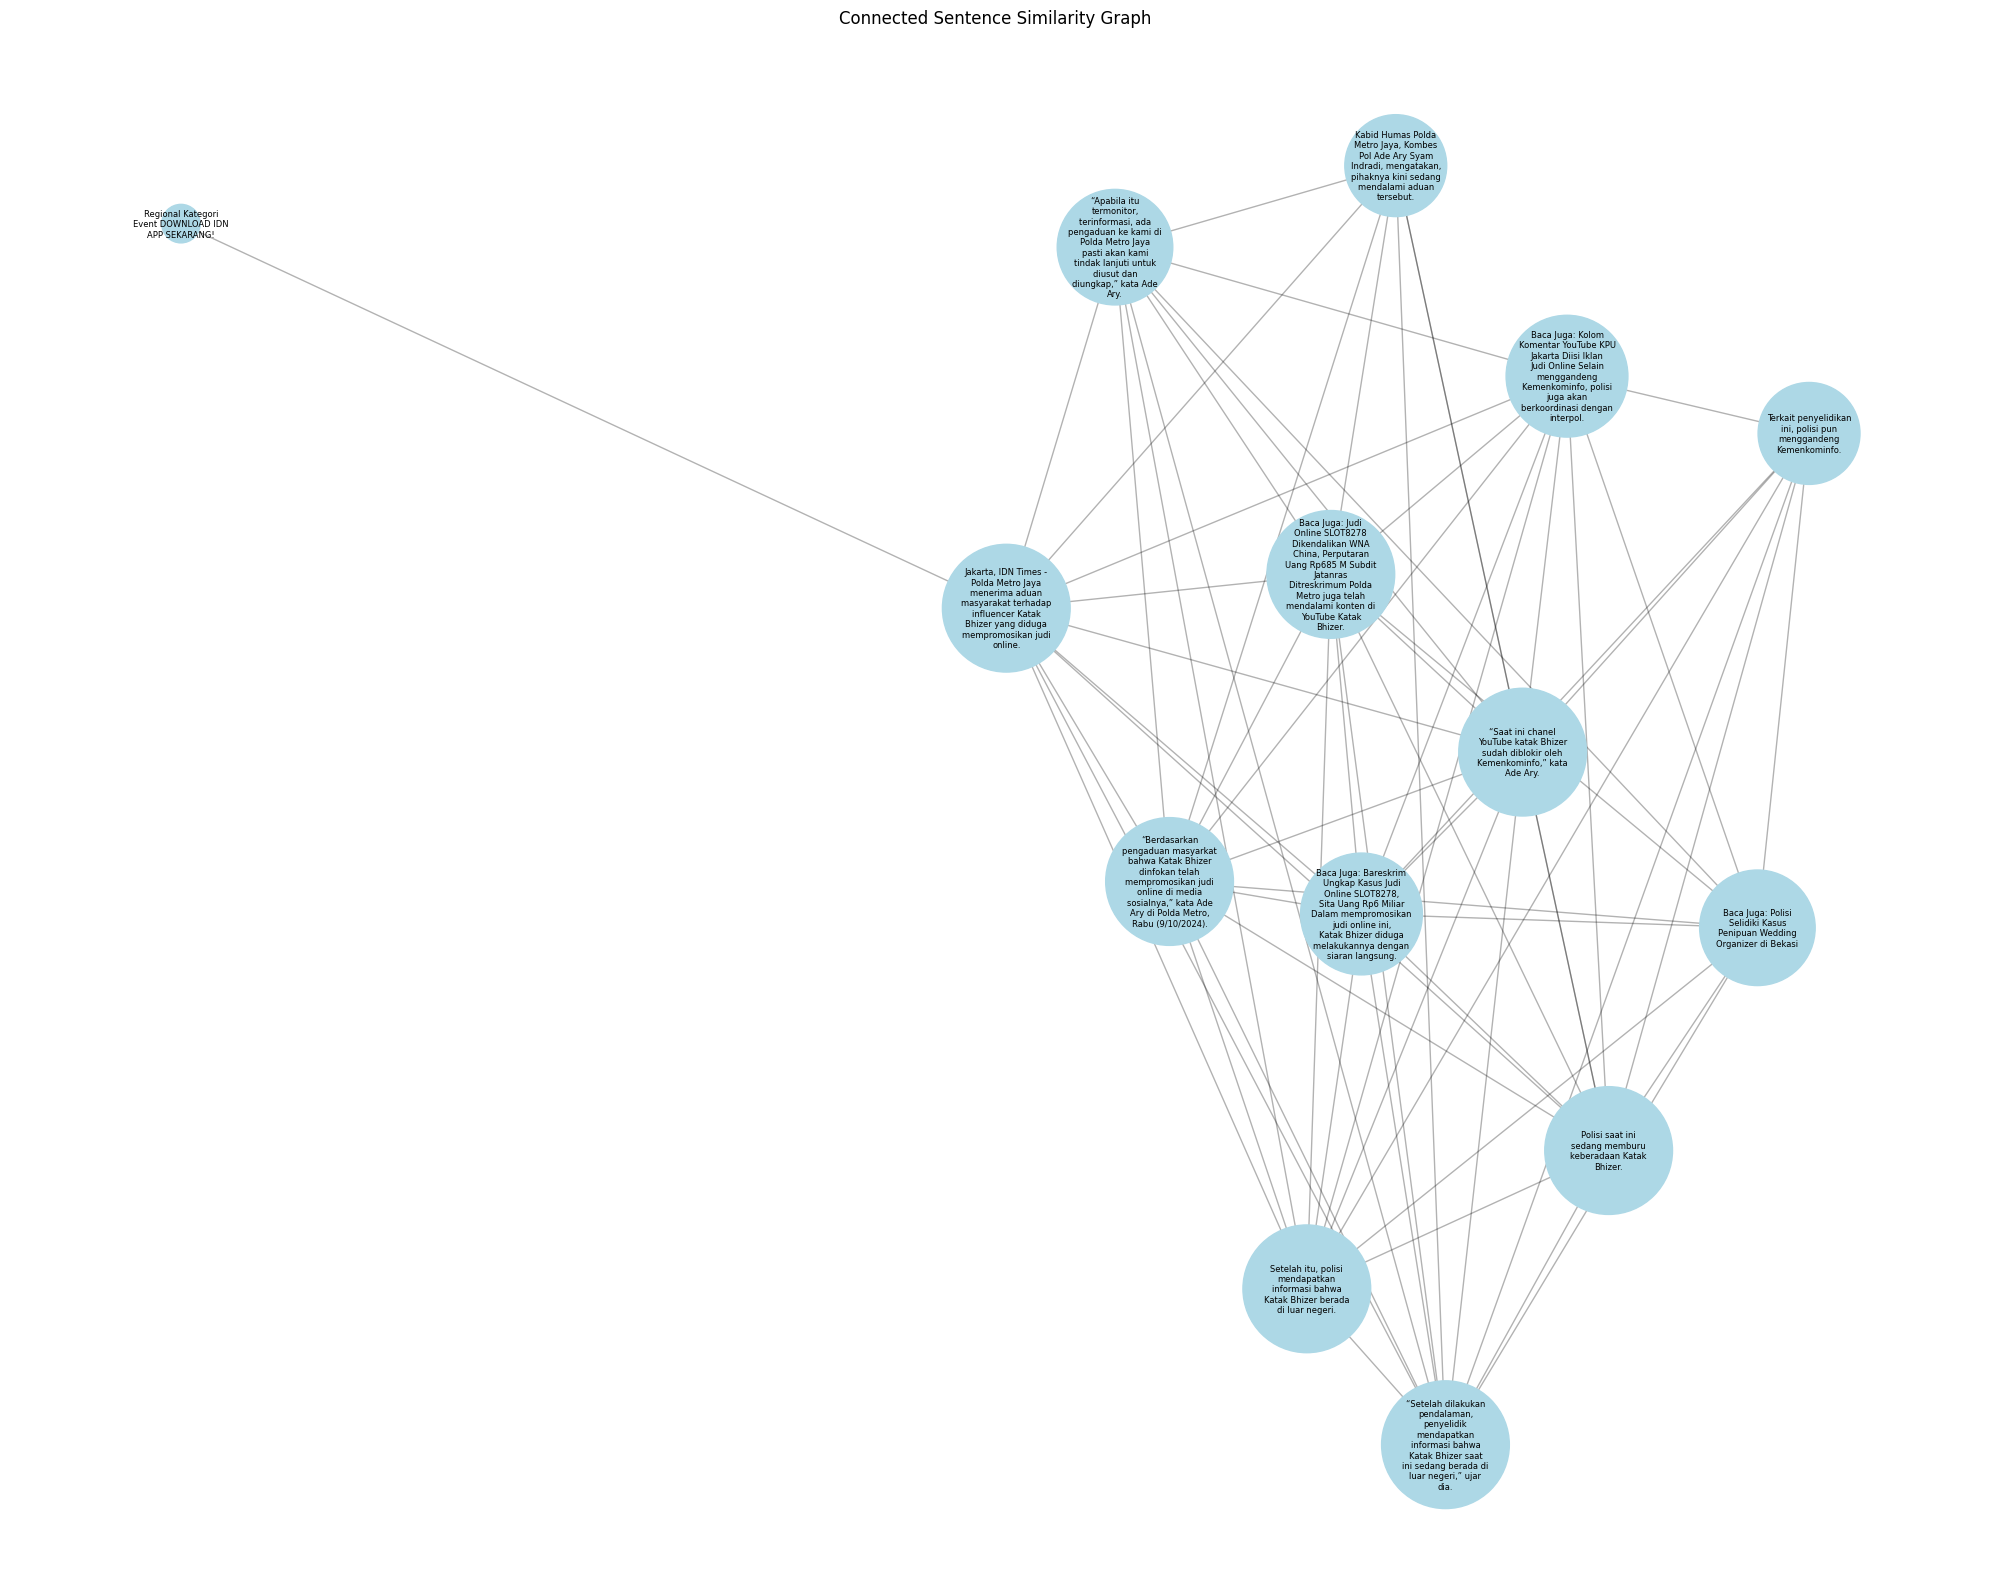 Connected Sentence Similarity Graph
Kabid Humas Polda
Metro Jaya, Kombes
Pol Ade Ary Syam
Indradi, mengatakan,
pihaknya kini sedang
mendalami aduan
tersebut.
Regional Kategori
Event DOWNLOAD IDN
APP SEKARANG!
“Apabila itu
termonitor,
terinformasi, ada
pengaduan ke kami di
Polda Metro Jaya
pasti akan kami
tindak lanjuti untuk
diusut dan
diungkap,” kata Ade
Ary.
Baca Juga: Kolom
Komentar YouTube KPU
Jakarta Diisi Iklan
Judi Online Selain
menggandeng
Kemenkominfo, polisi
juga akan
berkoordinasi dengan
interpol.
Terkait penyelidikan
ini, polisi pun
menggandeng
Kemenkominfo.
Baca Juga: Judi
Online SLOT8278
Dikendalikan WNA
China, Perputaran
Uang Rp685 M Subdit
Jatanras
Ditreskrimum Polda
Metro juga telah
mendalami konten di
YouTube Katak
Bhizer.
Jakarta, IDN Times -
Polda Metro Jaya
menerima aduan
masyarakat terhadap
influencer Katak
Bhizer yang diduga
mempromosikan judi
online.
“Saat ini chanel
YouTube katak Bhizer
sudah diblokir oleh
Kemenkominfo,” kata
Ade Ary.
“Berdasarkan
pengaduan masyarkat
bahwa Katak Bhizer
dinfokan telah
mempromosikan judi
online di media
sosialnya,” kata Ade
Ary di Polda Metro,
Rabu (9/10/2024).
Baca Juga: Bareskrim
Ungkap Kasus Judi
Online SLOT8278,
Sita Uang Rp6 Miliar
Dalam mempromosikan
judi online ini,
Katak Bhizer diduga
melakukannya dengan
siaran langsung.
Baca Juga: Polisi
Selidiki Kasus
Penipuan Wedding
Organizer di Bekasi
Polisi saat ini
sedang memburu
keberadaan Katak
Bhizer.
Setelah itu, polisi
mendapatkan
informasi bahwa
Katak Bhizer berada
di luar negeri.
“Setelah dilakukan
pendalaman,
penyelidik
mendapatkan
informasi bahwa
Katak Bhizer saat
ini sedang berada di
luar negeri,” ujar
dia.